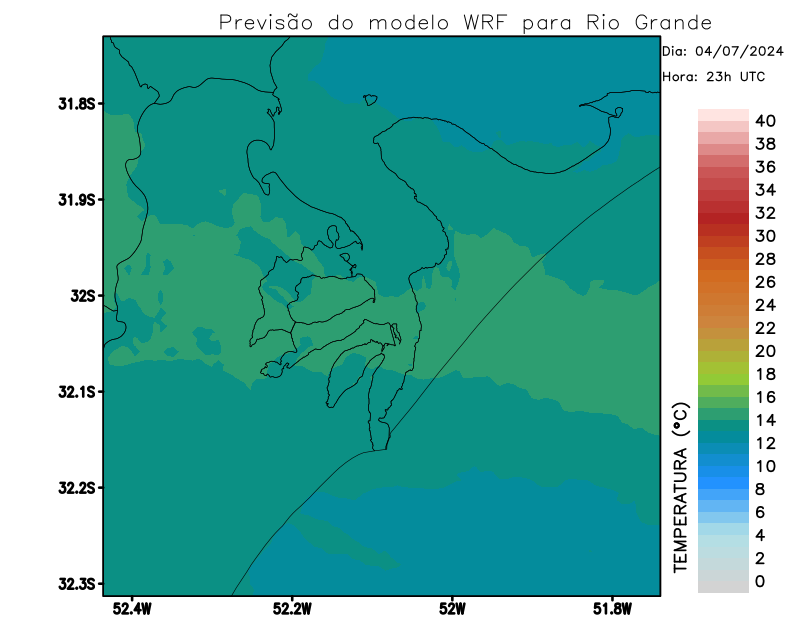 Previsão do modelo WRF para Rio Grande
Dia: 04/07/2024
Hora: 23h UTC
31.8S
31.9S
32S
32.1S
32.2S
32.3S
52.4W
52.2W
52W
51.8W
TEMPERATURA (°C)
40
38
36
34
32
30
28
26
24
22
20
18
16
14
12
10
8
6
4
2
0